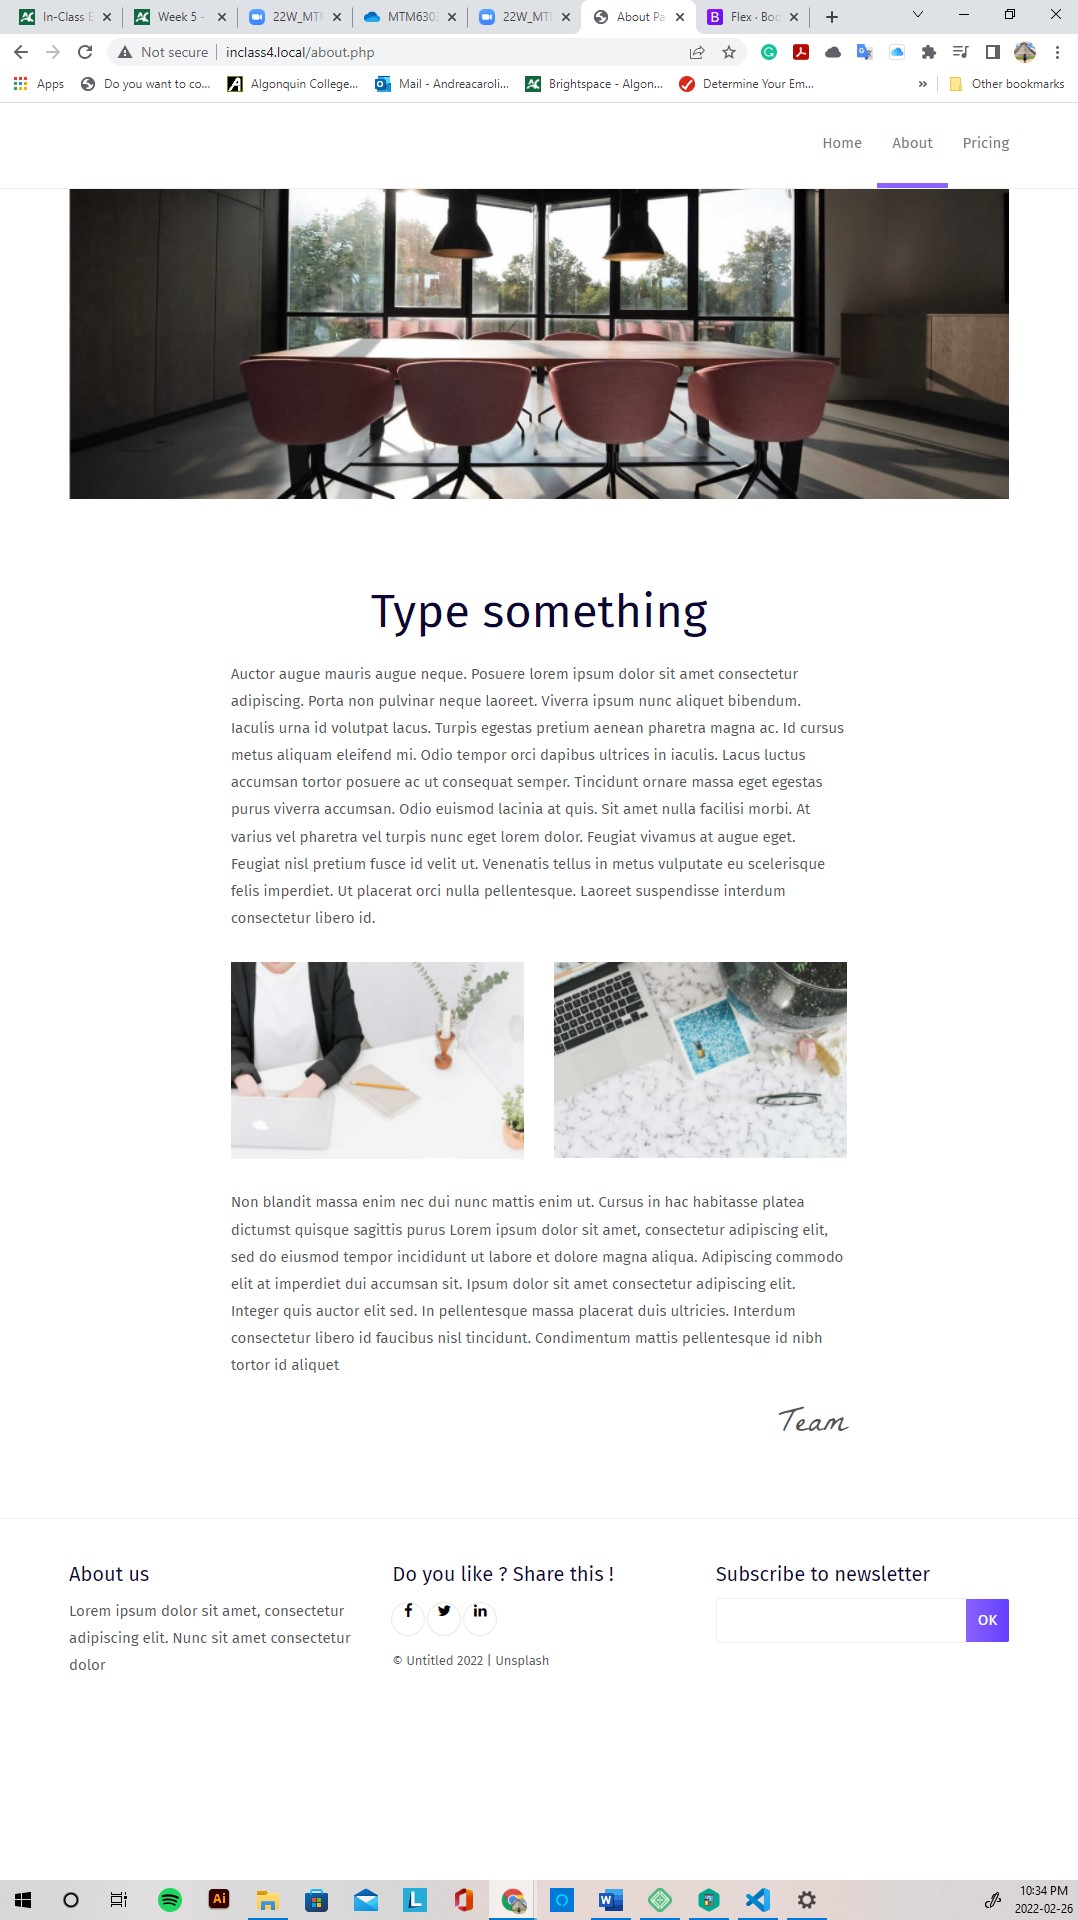 In-Class E
Week 5 -
22W_MTM
MTM6303
22W_MTM
About Pa
Flex · Boo
Not secure
inclass4.local/about.php
Apps
Do you want to co...
Algonquin College...
Mail - Andreacaroli...
Brightspace - Algon...
Determine Your Em...
Other bookmarks
Home About Pricing
Type something
Auctor augue mauris augue neque. Posuere lorem ipsum dolor sit amet consectetur
adipiscing. Porta non pulvinar neque laoreet. Viverra ipsum nunc aliquet bibendum.
Iaculis urna id volutpat lacus. Turpis egestas pretium aenean pharetra magna ac. Id cursus
metus aliquam eleifend mi. Odio tempor orci dapibus ultrices in iaculis. Lacus luctus
accumsan tortor posuere ac ut consequat semper. Tincidunt ornare massa eget egestas
purus viverra accumsan. Odio euismod lacinia at quis. Sit amet nulla facilisi morbi. At
varius vel pharetra vel turpis nunc eget lorem dolor. Feugiat vivamus at augue eget.
Feugiat nisl pretium fusce id velit ut. Venenatis tellus in metus vulputate eu scelerisque
felis imperdiet. Ut placerat orci nulla pellentesque. Laoreet suspendisse interdum
consectetur libero id.
Non blandit massa enim nec dui nunc mattis enim ut. Cursus in hac habitasse platea
dictumst quisque sagittis purus Lorem ipsum dolor sit amet, consectetur adipiscing elit,
sed do eiusmod tempor incididunt ut labore et dolore magna aliqua. Adipiscing commodo
elit at imperdiet dui accumsan sit. Ipsum dolor sit amet consectetur adipiscing elit.
Integer quis auctor elit sed. In pellentesque massa placerat duis ultricies. Interdum
consectetur libero id faucibus nisl tincidunt. Condimentum mattis pellentesque id nibh
tortor id aliquet
Team
About us
Lorem ipsum dolor sit amet, consectetur
adipiscing elit. Nunc sit amet consectetur
dolor
Do you like ? Share this !
© Untitled 2022 | Unsplash
Subscribe to newsletter
OK
10:34 PM
2022-02-26